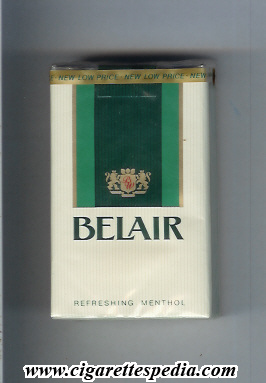 NEW LOW PRICE · NEW LOW PRICE · NEW
BELAIR
REFRESHING MENTHOL
www.cigarettespedia.com